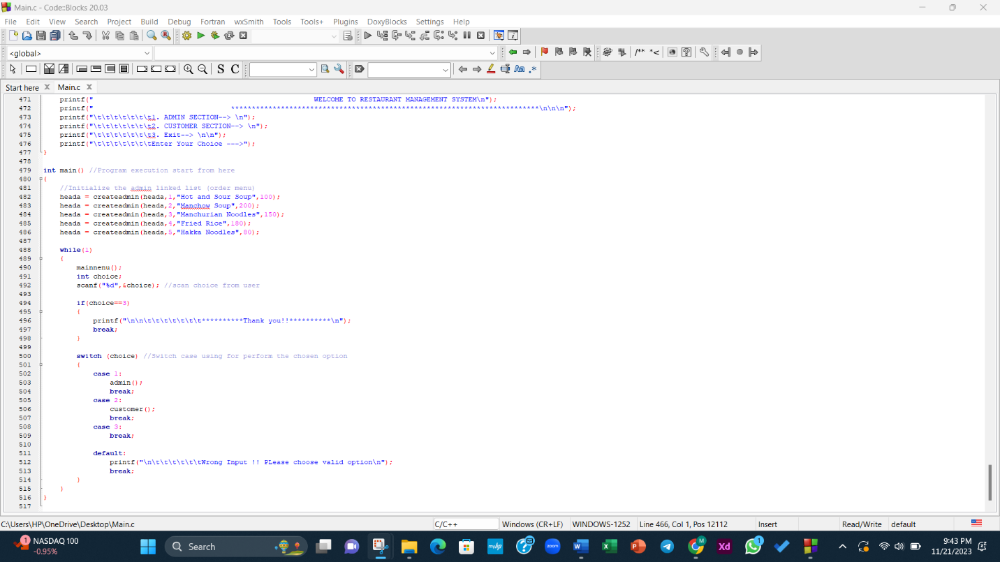 Main.c - Code::Blocks 20.03
File Edit View Search Project Build Debug Fortran wxSmith Tools Tools+ Plugins DoxyBlocks Settings Help
<global>
/** *<
S C
Start here Main.c
471 printf(" WELCOME TO RESTAURANT MANAGEMENT SYSTEM\n");
472 printf(" **************************************************************************\n\n\n");
473 printf("\t\t\t\t\t\t\t1. ADMIN SECTION--> \n");
474 printf("\t\t\t\t\t\t\t2. CUSTOMER SECTION--> \n");
475 printf("\t\t\t\t\t\t\t3. Exit--> \n\n");
476 printf("\t\t\t\t\t\t\tEnter Your Choice --->");
477 }
478
479 int main() //Program execution start from here
480 {
481 //Initialize the admin linked list (order menu)
482 heada = createadmin(heada,1,"Hot and Sour Soup",100);
483 heada = createadmin(heada,2,"Manchow Soup",200);
484 heada = createadmin(heada,3,"Manchurian Noodles",150);
485 heada = createadmin(heada,4,"Fried Rice",180);
486 heada = createadmin(heada,5,"Hakka Noodles",80);
487
488 while(1)
489 {
490 mainnenu();
491 int choice;
492 scanf("%d",&choice); //scan choice from user
493
494 if(choice==3)
495 {
496 printf("\n\n\t\t\t\t\t\t\t**********Thank you!!**********\n");
497 break;
498 }
499
500 switch (choice) //Switch case using for perform the chosen option
501 {
502 case 1:
503 admin();
504 break;
505 case 2:
506 customer();
507 break;
508 case 3:
509 break;
510
511 default:
512 printf("\n\t\t\t\t\t\tWrong Input !! PLease choose valid option\n");
513 break;
514 }
515 }
516 }
517
C:\Users\HP\OneDrive\Desktop\Main.c C/C++ Windows (CR+LF) WINDOWS-1252 Line 466, Col 1, Pos 12112 Insert Read/Write default
1 NASDAQ 100
-0.95%
Search
myhp zoom W X P M Xd 1
9:43 PM
11/21/2023